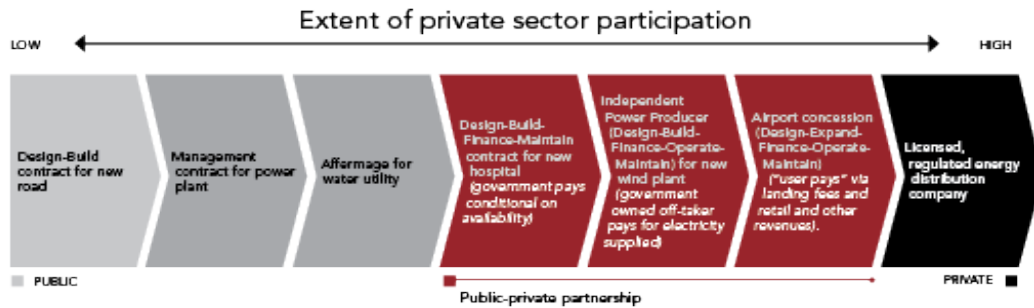 Extent of private sector participation
LOW
HIGH
Design-Build
contract for new
road
Management
contract for power
plant
Affermage for
water utility
Design-Build-
Finance-Maintain
contract for new
hospital
(government pays
conditional on
availability)
Independent
Power Producer
(Design-Build-
Finance-Operate-
Maintain) for new
wind plant
(government
owned off-taker
pays for electricity
supplied)
Airport concession
(Design-Expand-
Finance-Operate-
Maintain)
("user pays" via
landing fees and
retail and other
revenues).
Licensed,
regulated energy
distribution
company
PUBLIC
PRIVATE
Public-private partnership